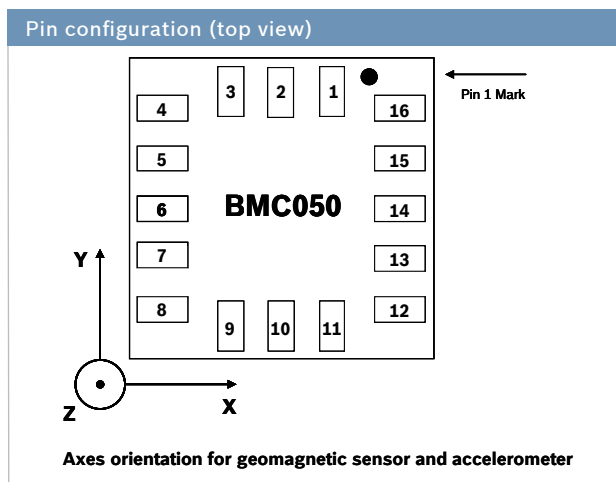 Pin configuration (top view)
3 2 1
Pin 1 Mark
4 16
5 15
6 BMC050 14
7 13
Y
8 12
9 10 11
Z
X
Axes orientation for geomagnetic sensor and accelerometer